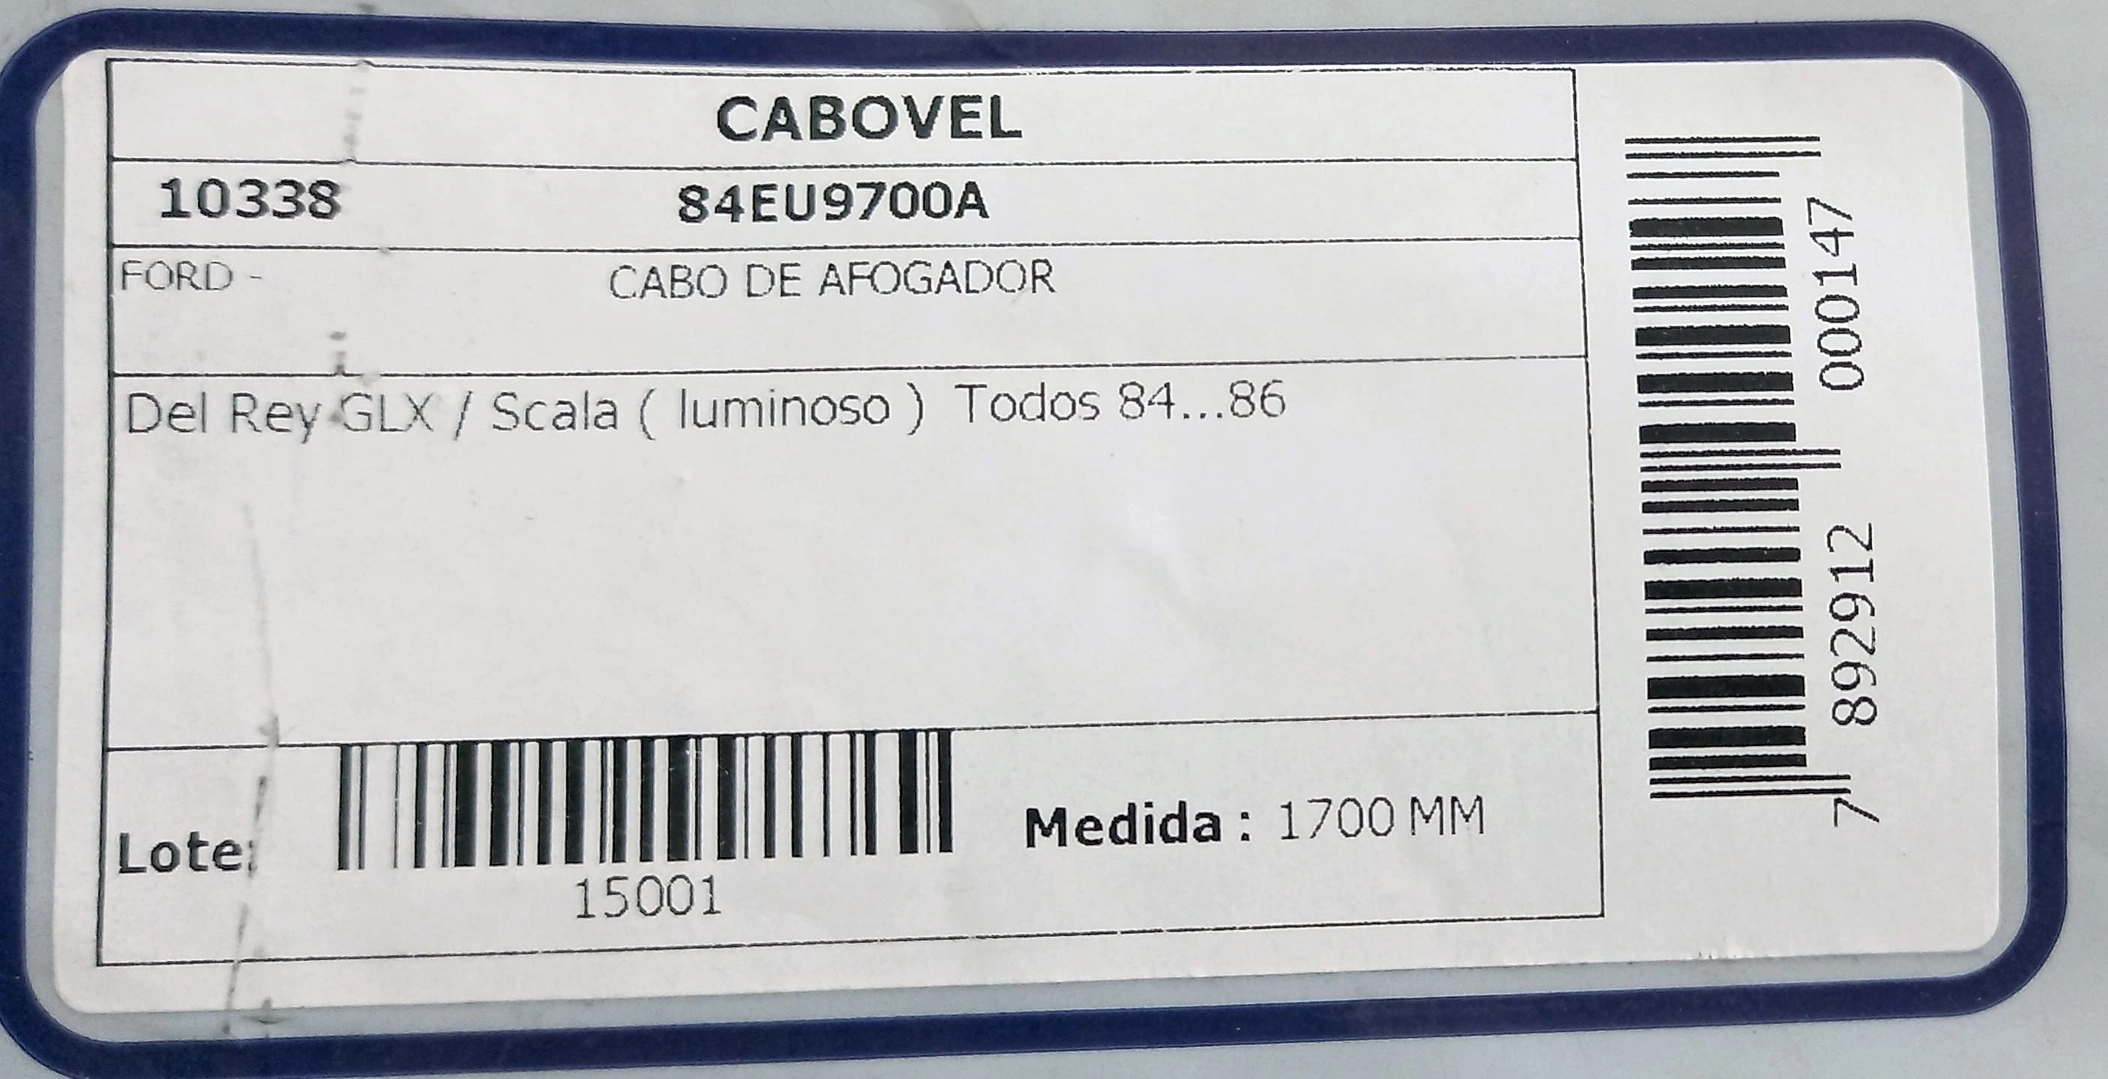 CABOVEL
10338 84EU9700A
FORD - CABO DE AFOGADOR
Del Rey GLX / Scala ( luminoso ) Todos 84...86
Lote:
15001
Medida : 1700 MM
7 892912 000147